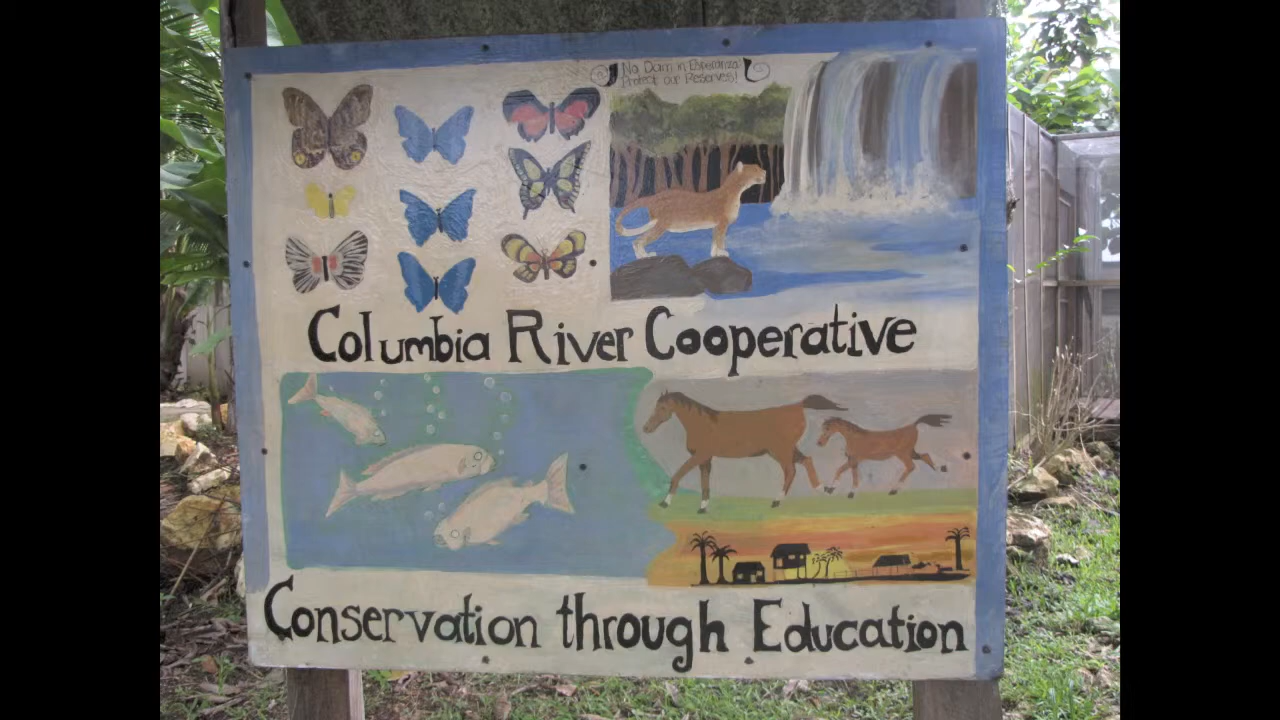 No Dam in Esperanza
Protect our Reserves!
Columbia River Cooperative
Conservation through Education